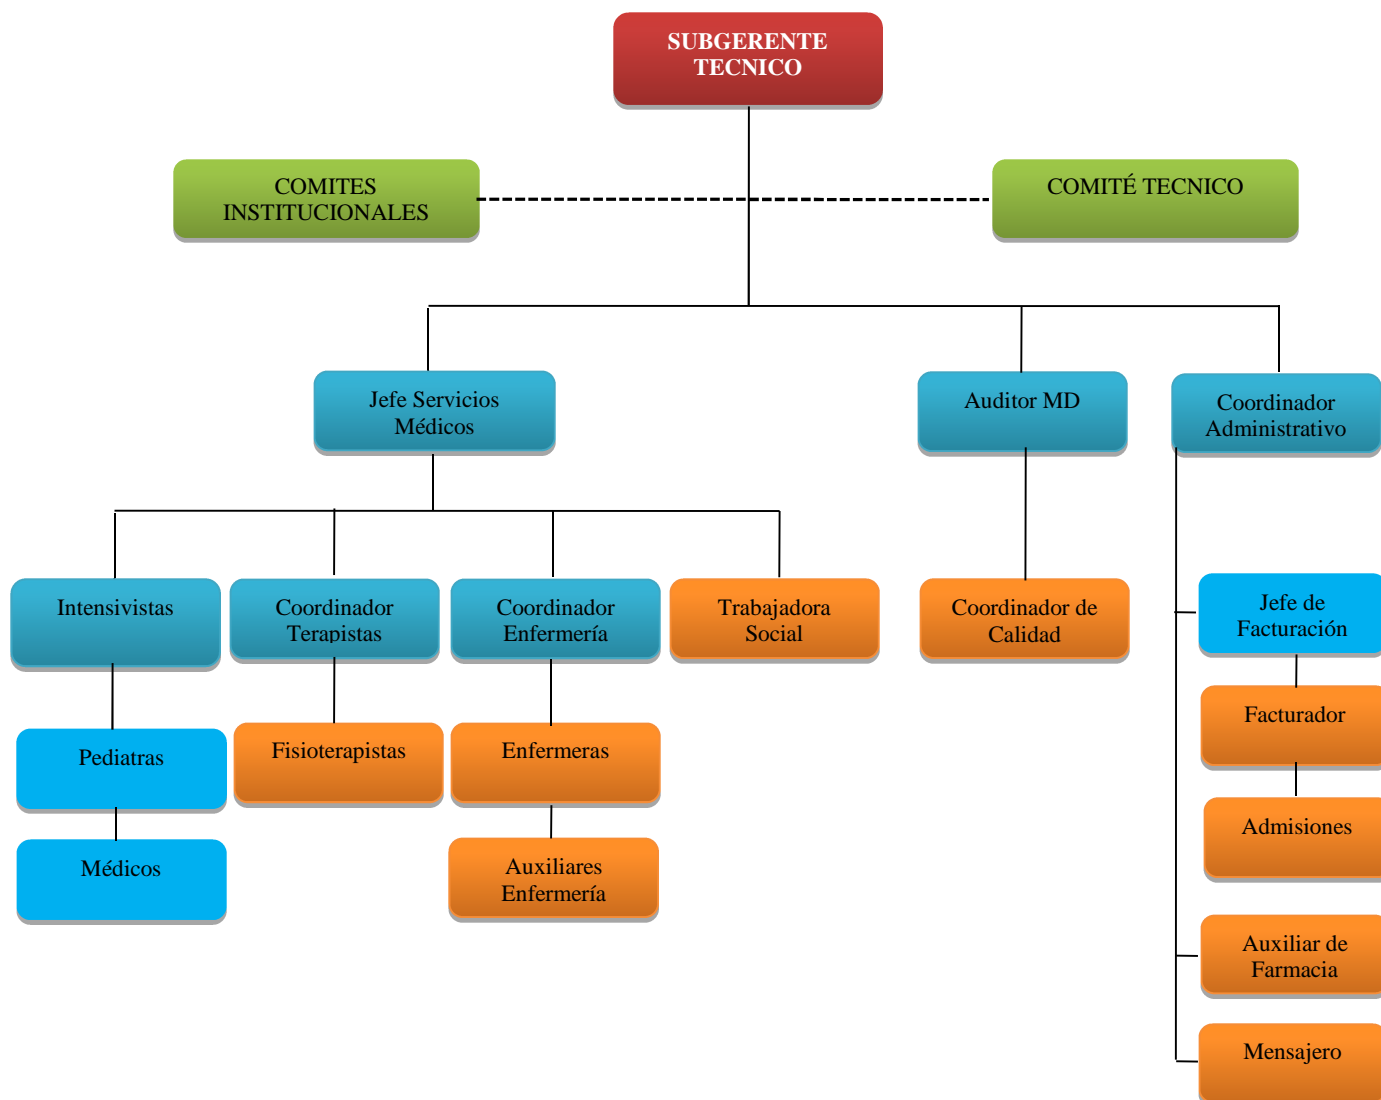 SUBGERENTE
TECNICO
COMITES
INSTITUCIONALES
COMITÉ TECNICO
Jefe Servicios
Médicos
Auditor MD
Coordinador
Administrativo
Intensivistas
Coordinador
Terapistas
Coordinador
Enfermería
Trabajadora
Social
Coordinador de
Calidad
Jefe de
Facturación
Pediatras
Fisioterapistas
Enfermeras
Facturador
Médicos
Auxiliares
Enfermería
Admisiones
Auxiliar de
Farmacia
Mensajero